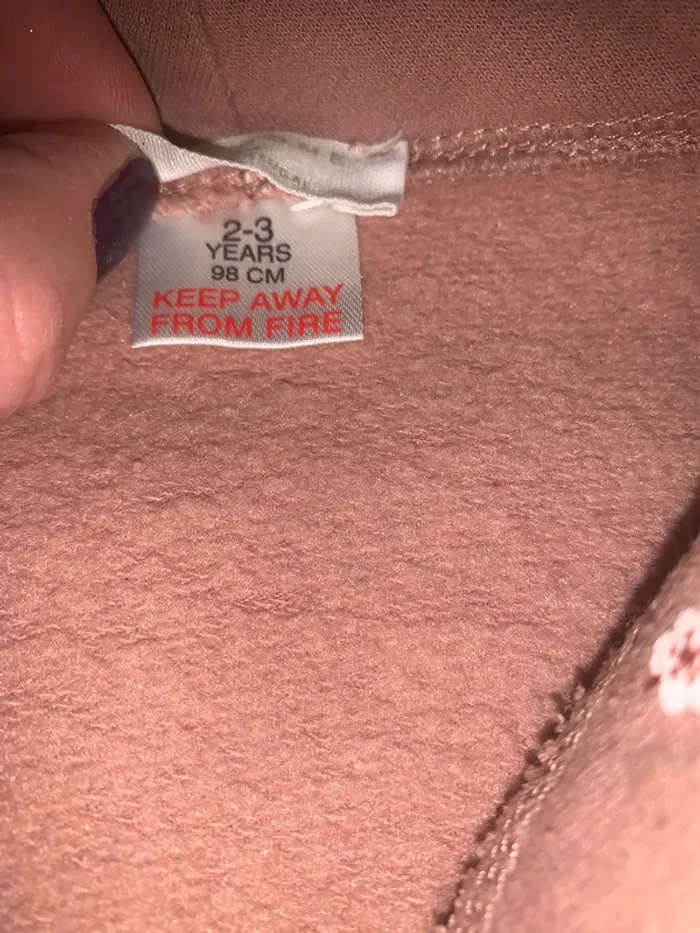 2-3
YEARS
98 CM
KEEP AWAY
FROM FIRE